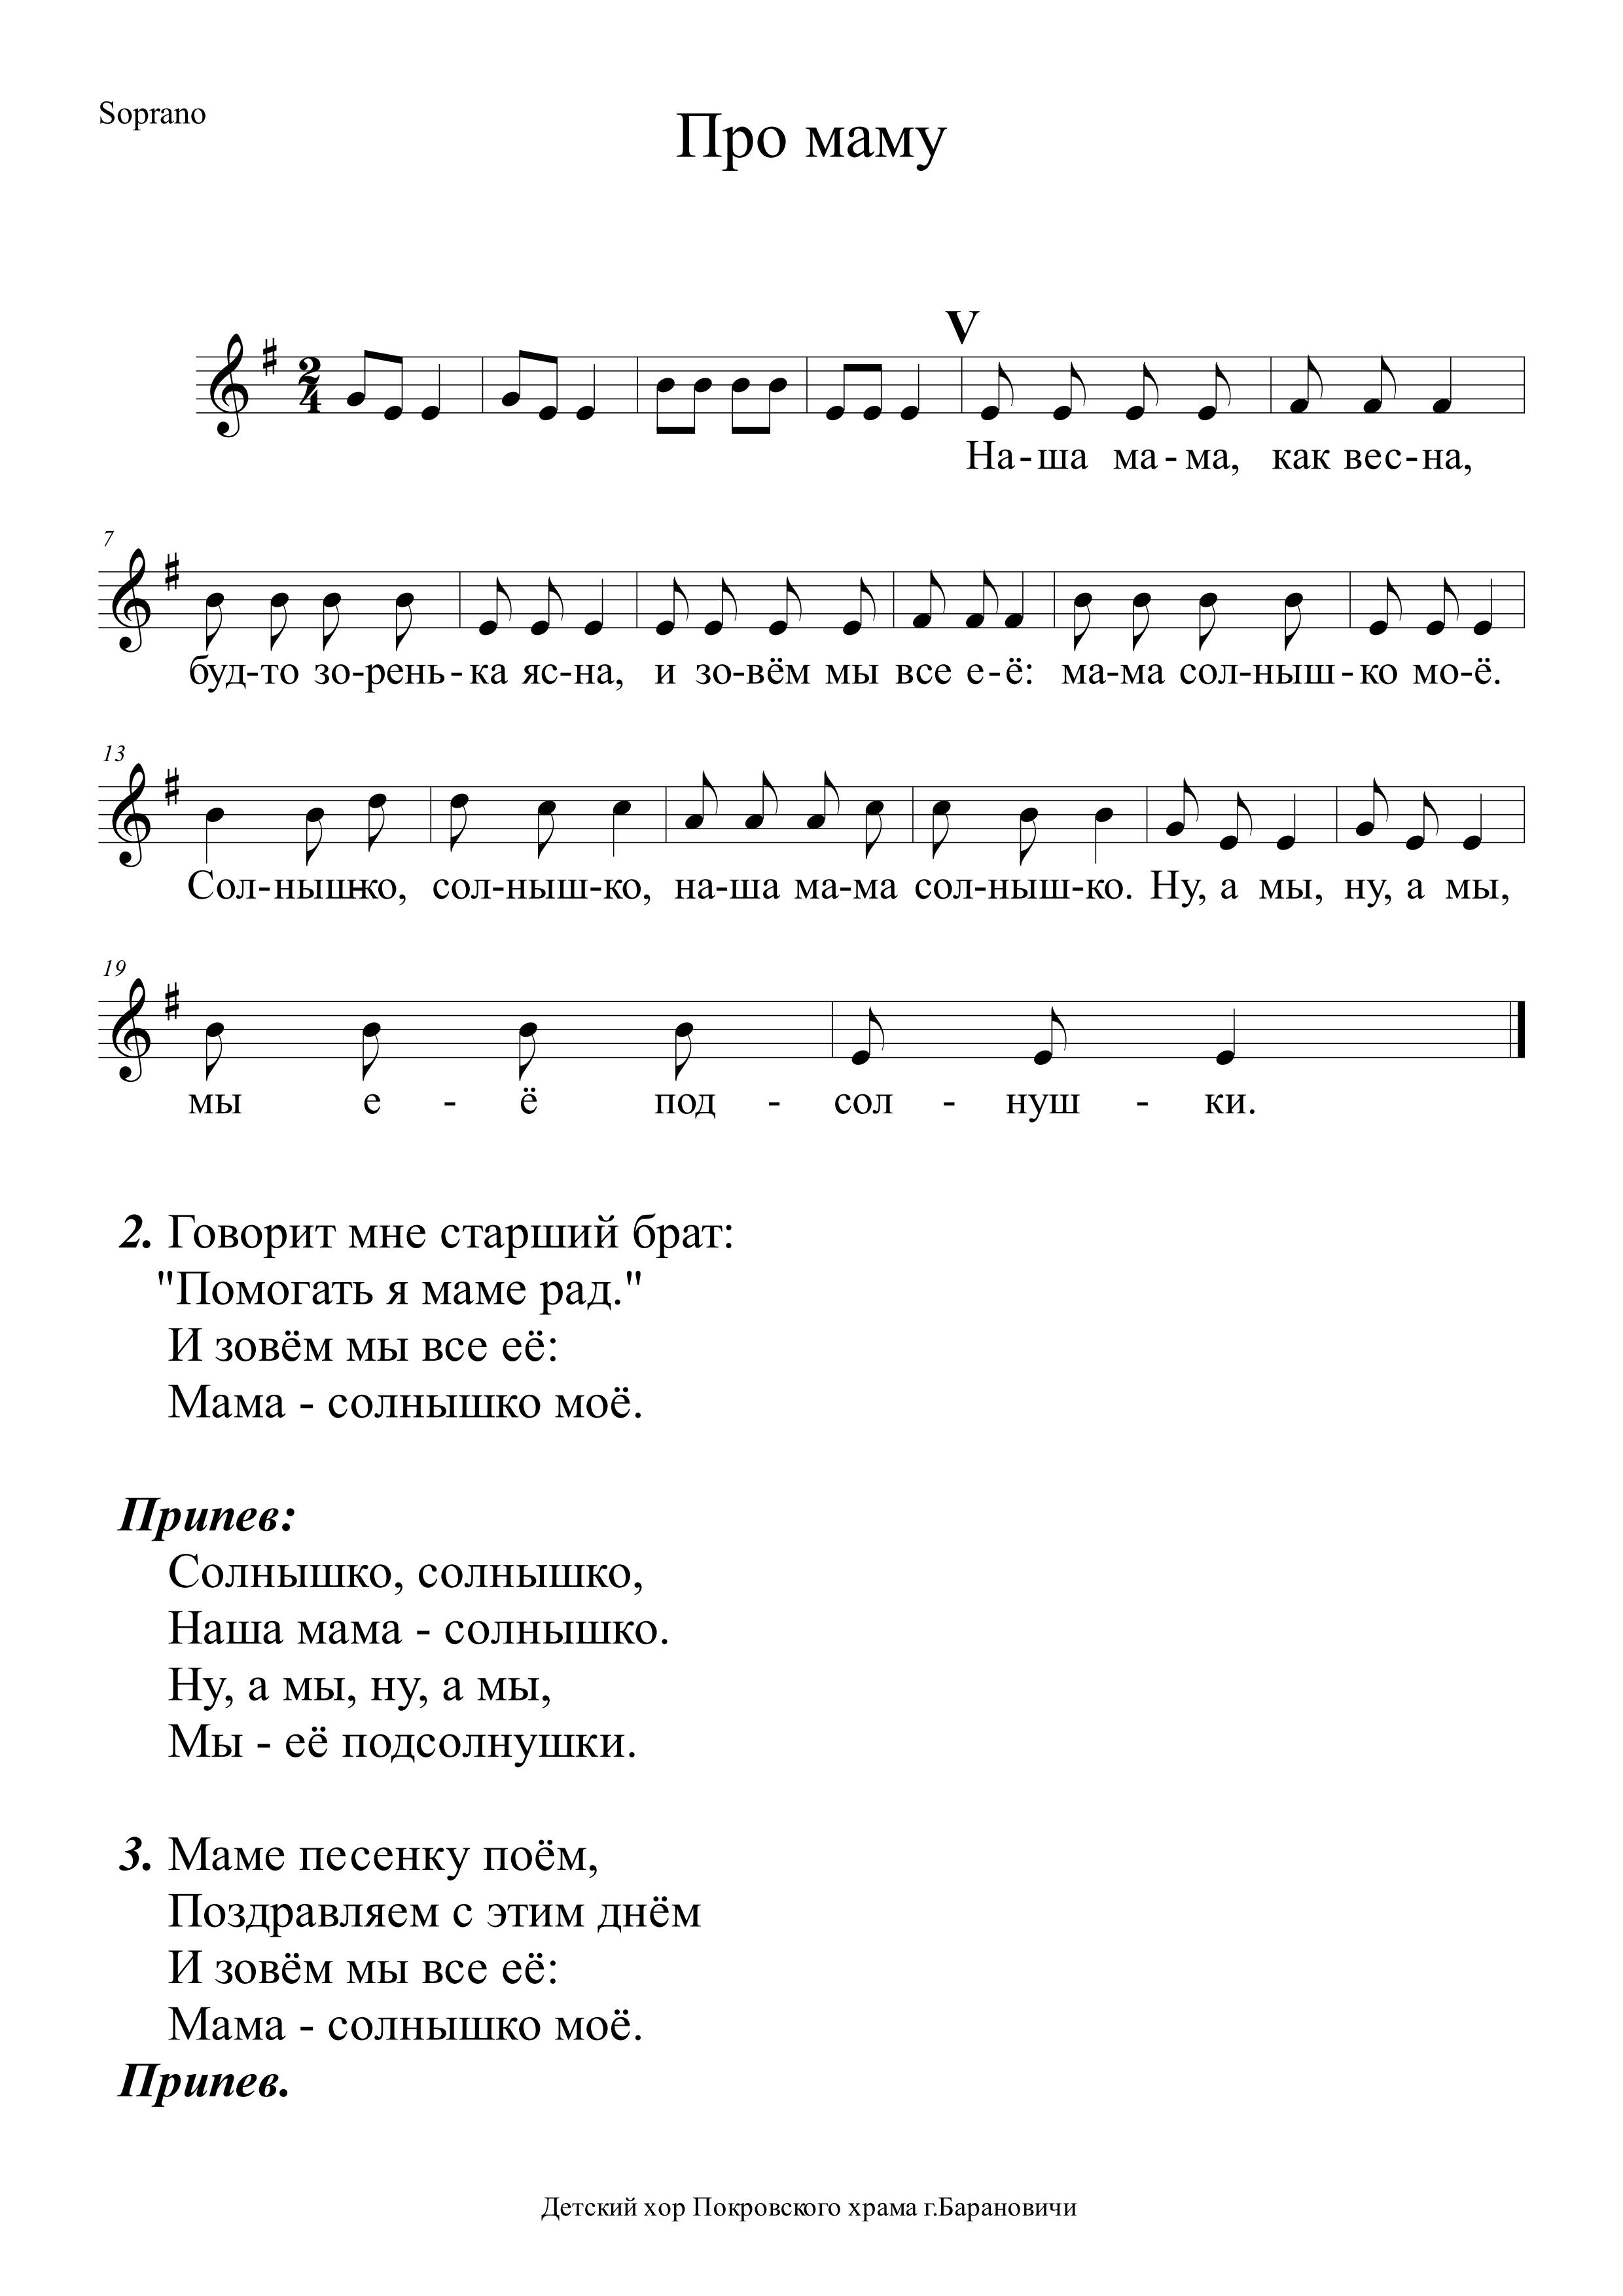 Soprano
Про маму
V
2
4
На-ша ма-ма, как вес-на,
7
буд-то зо-рень-ка яс-на, и зо-вём мы все е-ё: ма-ма сол-ныш-ко мо-ё.
13
Сол-ныш-ко, сол-ныш-ко, на-ша ма-ма сол-ныш-ко. Ну, а мы, ну, а мы,
19
мы е - ё под - сол - нуш - ки.
2. Говорит мне старший брат:
"Помогать я маме рад."
И зовём мы все её:
Мама - солнышко моё.
Припев:
Солнышко, солнышко,
Наша мама - солнышко.
Ну, а мы, ну, а мы,
Мы - её подсолнушки.
3. Маме песенку поём,
Поздравляем с этим днём
И зовём мы все её:
Мама - солнышко моё.
Припев.
Детский хор Покровского храма г.Барановичи